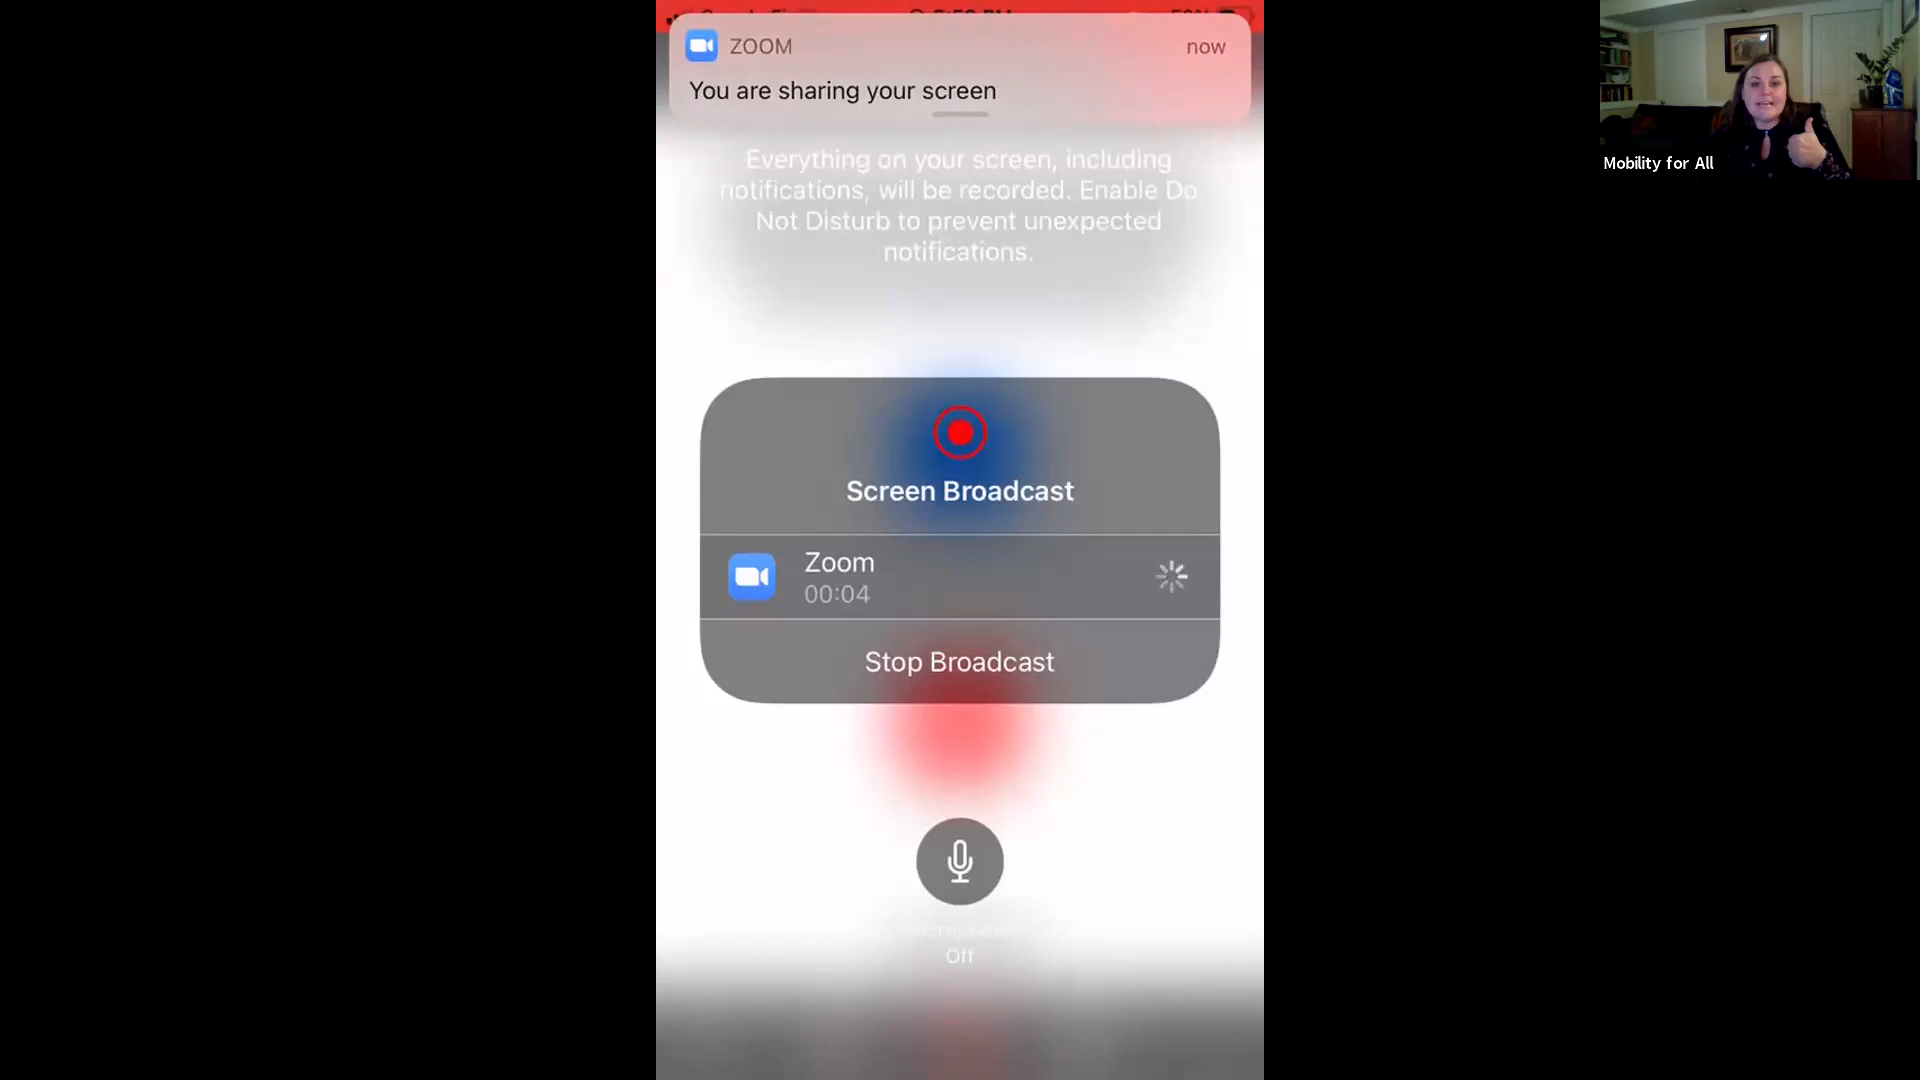 ZOOM
now
You are sharing your screen
Everything on your screen, including
notifications, will be recorded. Enable Do
Not Disturb to prevent unexpected
notifications.
Screen Broadcast
Zoom
00:04
Stop Broadcast
Off
Mobility for All